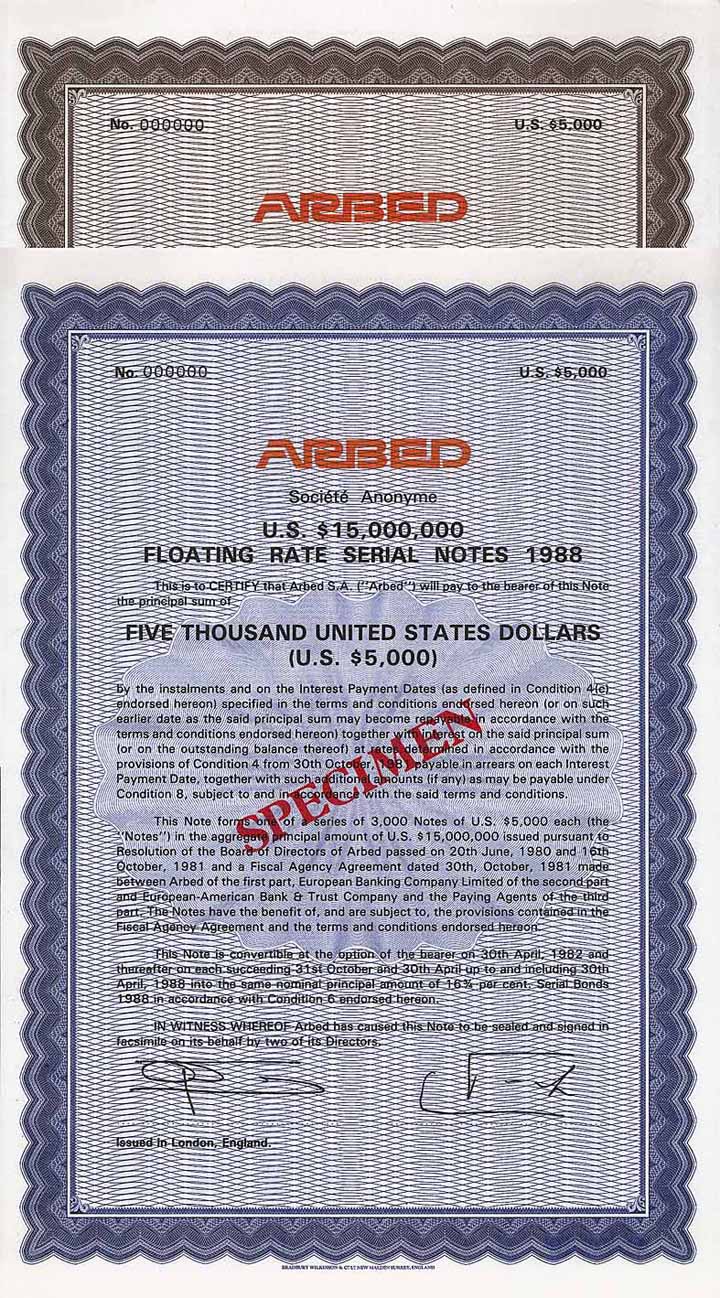 No. 000000 U.S. $5,000
ARBED
No. 000000 U.S. $5,000
ARBED
Société Anonyme
U.S. $15,000,000
FLOATING RATE SERIAL NOTES 1988
This is to CERTIFY that Arbed S.A. (''Arbed'') will pay to the bearer of this Note
the principal sum of
FIVE THOUSAND UNITED STATES DOLLARS
(U.S. $5,000)
by the instalments and on the Interest Payment Dates (as defined in Condition 4(c)
endorsed hereon) specified in the terms and conditions endorsed hereon (or on such
earlier date as the said principal sum may become repayable in accordance with the
terms and conditions endorsed hereon) together with interest on the said principal sum
(or on the outstanding balance thereof) at rates determined in accordance with the
provisions of Condition 4 from 30th October, 1981 payable in arrears on each Interest
Payment Date, together with such additional amounts (if any) as may be payable under
Condition 8, subject to and in accordance with the said terms and conditions.
SPECIMEN
This Note forms one of a series of 3,000 Notes of U.S. $5,000 each (the
''Notes'') in the aggregate principal amount of U.S. $15,000,000 issued pursuant to
Resolution of the Board of Directors of Arbed passed on 20th June, 1980 and 16th
October, 1981 and a Fiscal Agency Agreement dated 30th, October, 1981 made
between Arbed of the first part, European Banking Company Limited of the second part
and European-American Bank & Trust Company and the Paying Agents of the third
part. The Notes have the benefit of, and are subject to, the provisions contained in the
Fiscal Agency Agreement and the terms and conditions endorsed hereon.
This Note is convertible at the option of the bearer on 30th April, 1982 and
thereafter on each succeeding 31st October and 30th April up to and including 30th
April, 1988 into the same nominal principal amount of per cent. Serial Bonds
1988 in accordance with Condition 6 endorsed hereon.
IN WITNESS WHEREOF Arbed has caused this Note to be sealed and signed in
facsimile on its behalf by two of its Directors.
Issued in London, England.
BRADBURY WILKINSON & Cº Lᵈ NEW MALDEN SURREY, ENGLAND